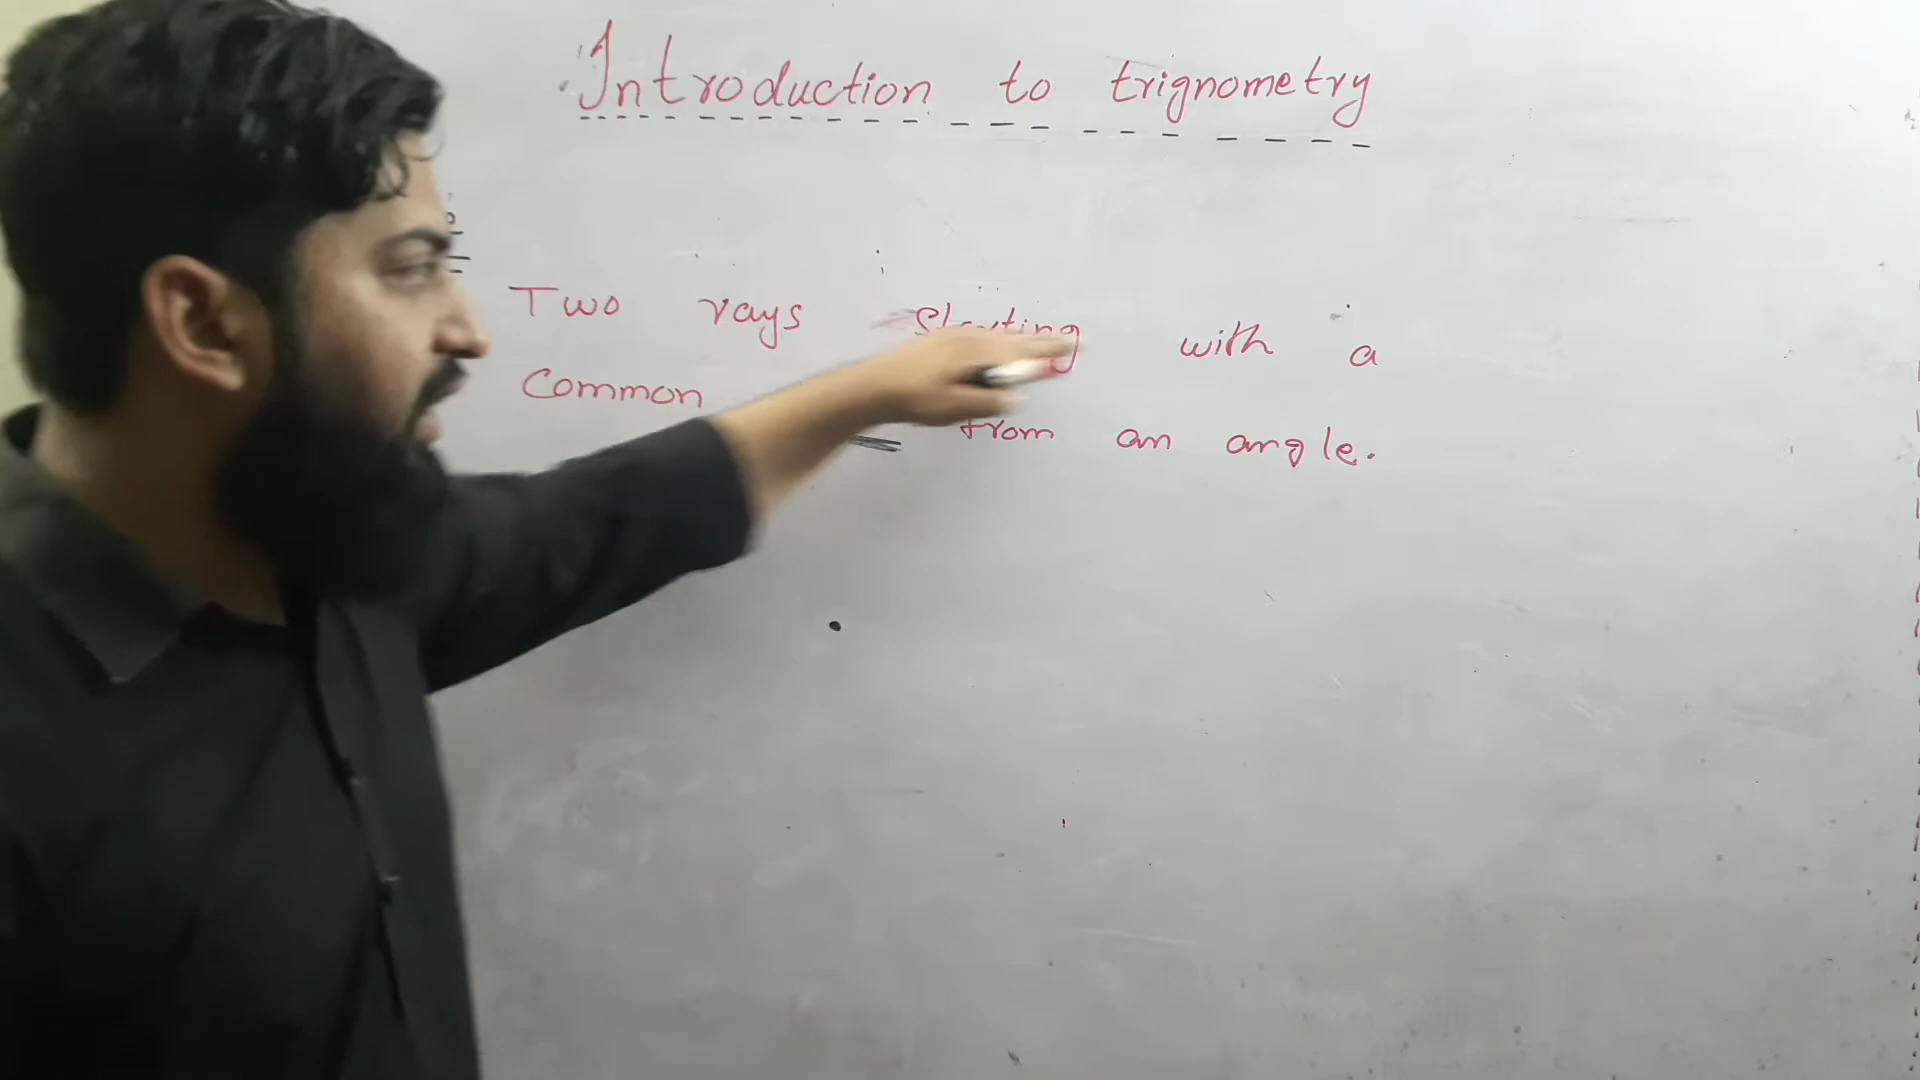 Introduction to trignometry
Two rays Starting with a
Common
from an angle.